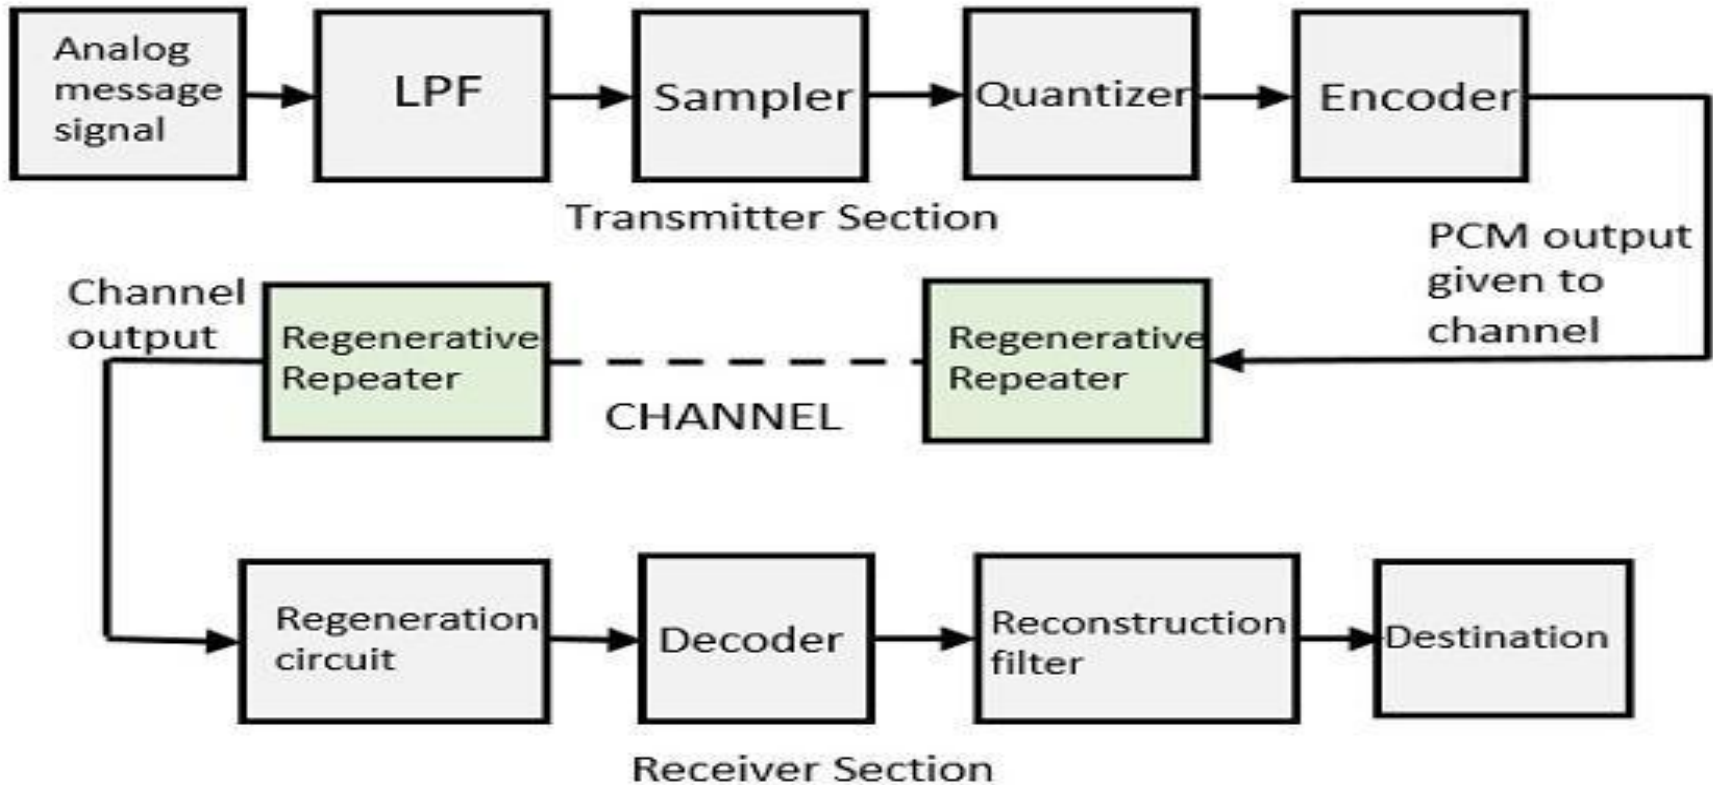 Analog
message
signal
LPF
Sampler
Quantizer
Encoder
Transmitter Section
PCM output
given to
channel
Channel
output
Regenerative
Repeater
CHANNEL
Regenerative
Repeater
Regeneration
circuit
Decoder
Reconstruction
filter
Destination
Receiver Section